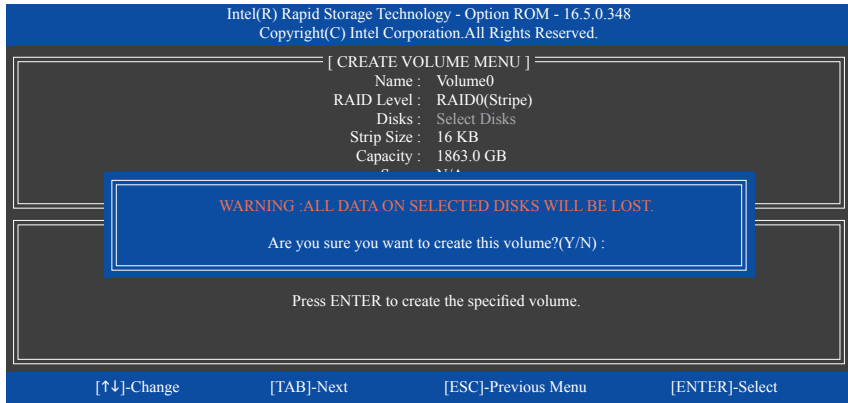 Intel(R) Rapid Storage Technology - Option ROM - 16.5.0.348
Copyright(C) Intel Corporation.All Rights Reserved.
[ CREATE VOLUME MENU ]
Name : Volume0
RAID Level : RAID0(Stripe)
Disks : Select Disks
Strip Size : 16 KB
Capacity : 1863.0 GB
WARNING :ALL DATA ON SELECTED DISKS WILL BE LOST.
Are you sure you want to create this volume?(Y/N) :
Press ENTER to create the specified volume.
[↑↓]-Change [TAB]-Next [ESC]-Previous Menu [ENTER]-Select